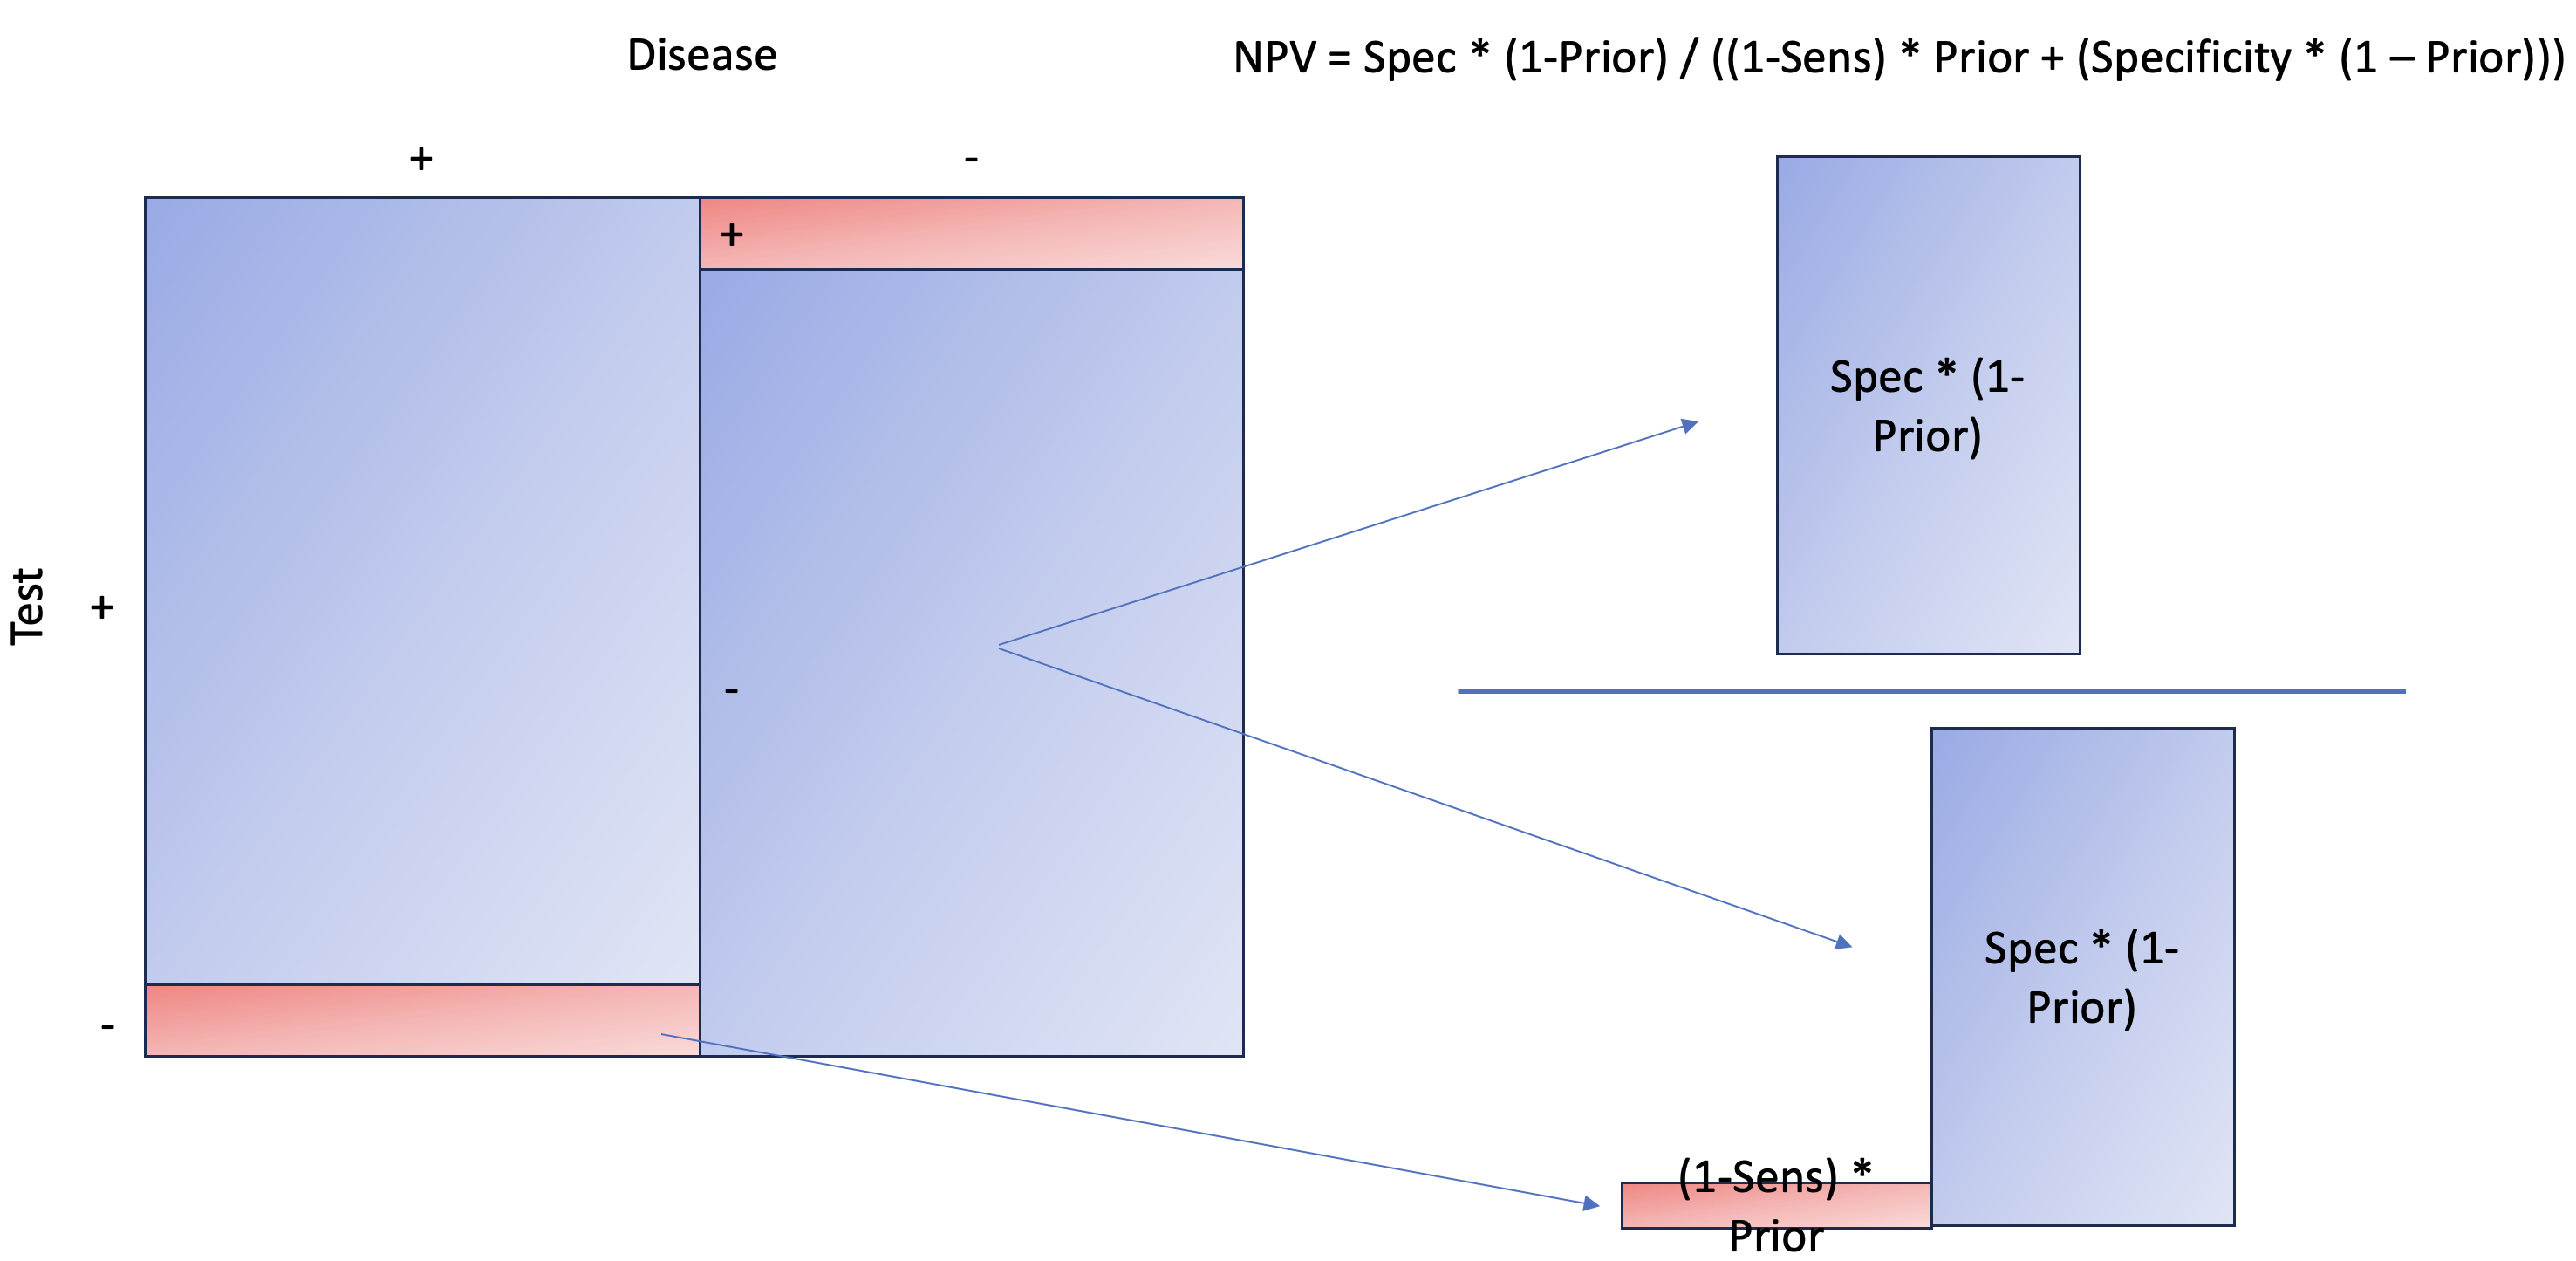 Disease
NPV = Spec * (1-Prior) / ((1-Sens) * Prior + (Specificity * (1 – Prior)))
+
-
+
Test
+
-
-
Spec * (1-
Prior)
Spec * (1-
Prior)
(1-Sens) *
Prior